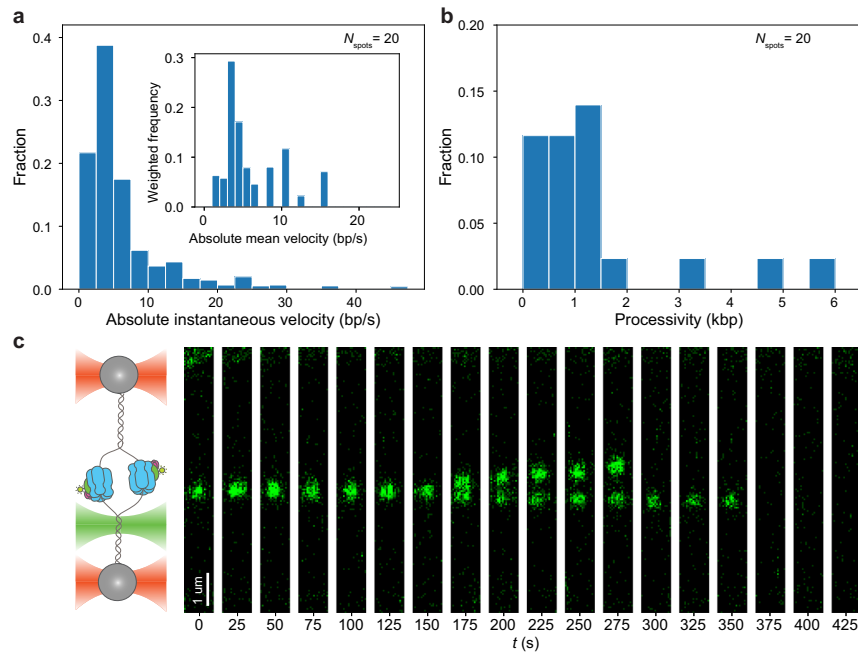 a
N_spots = 20
Fraction
0.4
0.3
0.2
0.1
0.0
0
10
20
30
40
Absolute instantaneous velocity (bp/s)
Weighted frequency
0.3
0.2
0.1
0.0
0
10
20
Absolute mean velocity (bp/s)
b
N_spots = 20
Fraction
0.20
0.15
0.10
0.05
0.00
0
1
2
3
4
5
6
Processivity (kbp)
c
1 um
0 25 50 75 100 125 150 175 200 225 250 275 300 325 350 375 400 425
t (s)